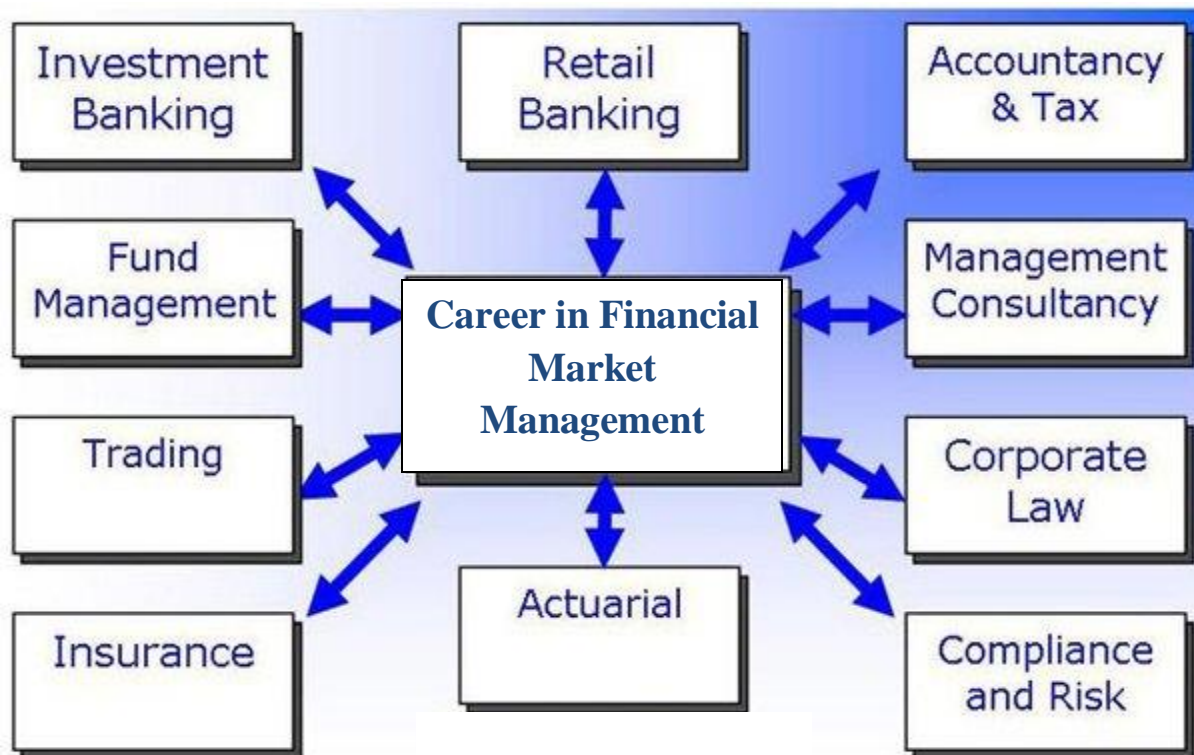 Investment
Banking
Retail
Banking
Accountancy
& Tax
Fund
Management
Career in Financial
Market
Management
Management
Consultancy
Trading
Corporate
Law
Insurance
Actuarial
Compliance
and Risk